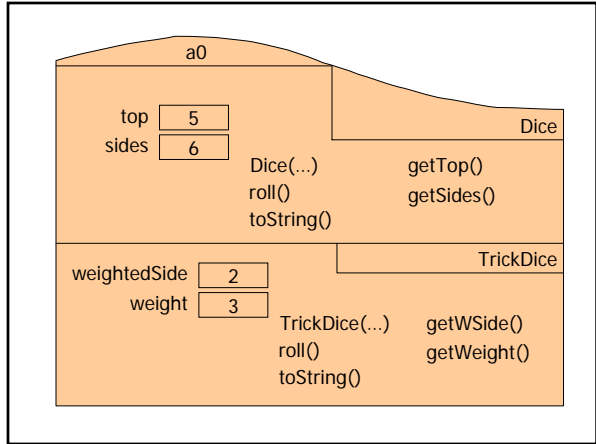 a0
Dice
top 5
sides 6
Dice(...) getTop()
roll() getSides()
toString()
TrickDice
weightedSide 2
weight 3
TrickDice(...) getWSide()
roll() getWeight()
toString()